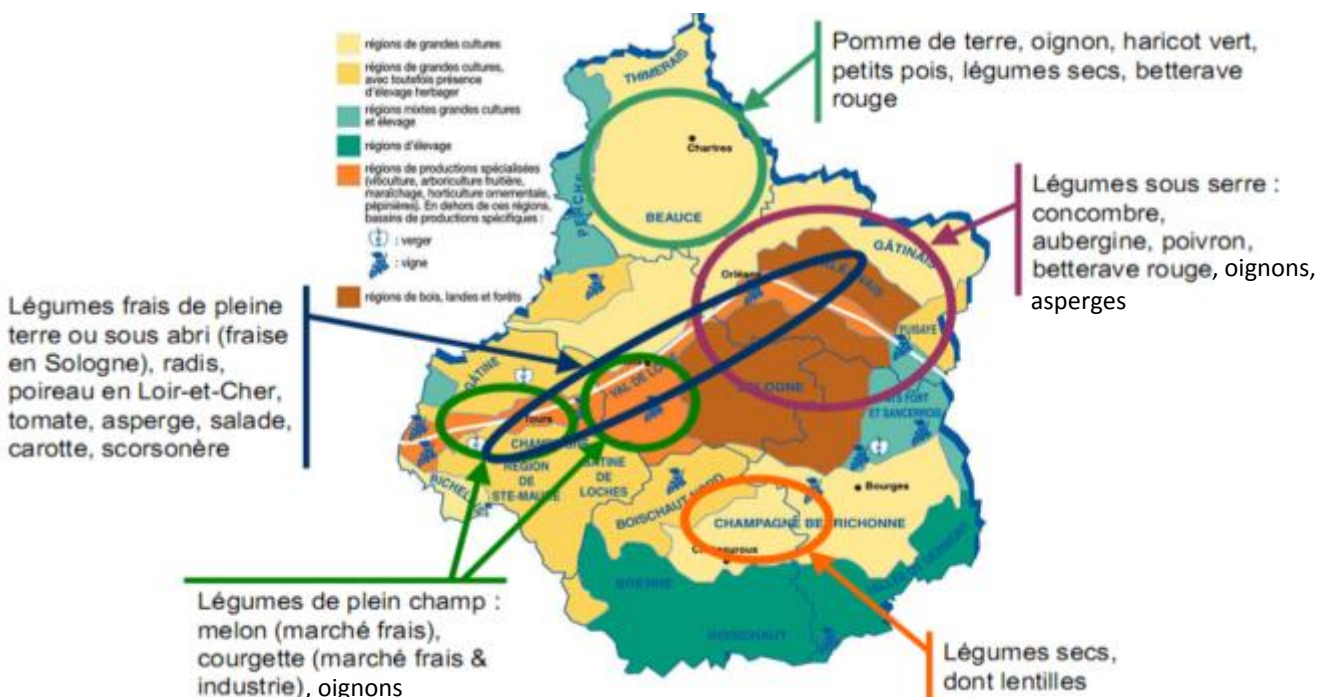 régions de grandes cultures
régions de grandes cultures,
avec toutefois présence
d'élevage herbager
régions mixtes grandes cultures
et élevage
régions d'élevage
régions de productions spécialisées
(viticulture, arboriculture fruitière,
maraîchage, horticulture ornementale,
pépinières). En dehors de ces régions,
bassins de productions spécifiques :
: verger
: vigne
régions de bois, landes et forêts
Pomme de terre, oignon, haricot vert,
petits pois, légumes secs, betterave
rouge
Légumes sous serre :
concombre,
aubergine, poivron,
betterave rouge, oignons,
asperges
Légumes frais de pleine
terre ou sous abri (fraise
en Sologne), radis,
poireau en Loir-et-Cher,
tomate, asperge, salade,
carotte, scorsonère
Légumes de plein champ :
melon (marché frais),
courgette (marché frais &
industrie), oignons
Légumes secs,
dont lentilles
THIMERAIS
Chartres
PERCHE
BEAUCE
GÂTINAIS
Orléans
PUISAYE
GÂTINE
VAL DE
Tours
RÉGION
DE
STE-MAURE
DE
LOCHES
ET SANCERROIS
Bourges
CHAMPAGNE BERRICHONNE
BRENNE
BOISCHAUT